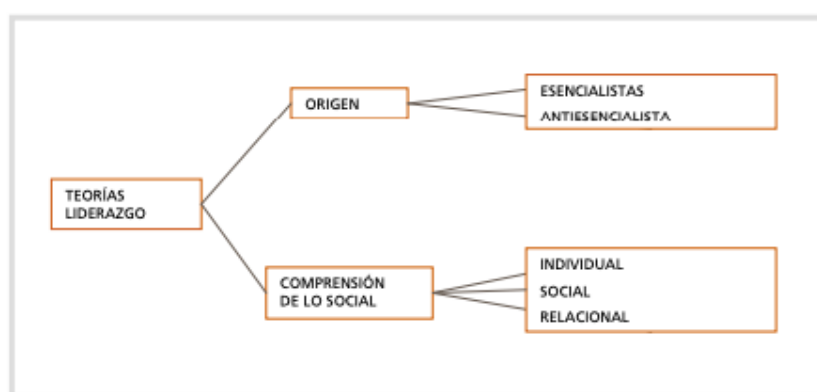 TEORÍAS
LIDERAZGO
ORIGEN
ESENCIALISTAS
ANTIESENCIALISTA
COMPRENSIÓN
DE LO SOCIAL
INDIVIDUAL
SOCIAL
RELACIONAL